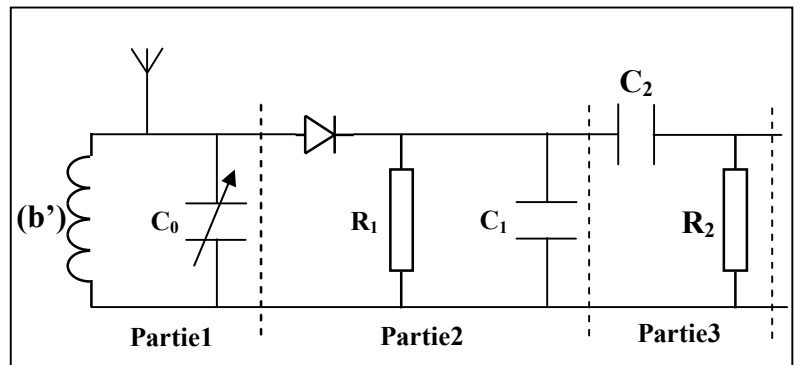 C₂
(b’) C₀ R₁ C₁ R₂
Partie1 Partie2 Partie3